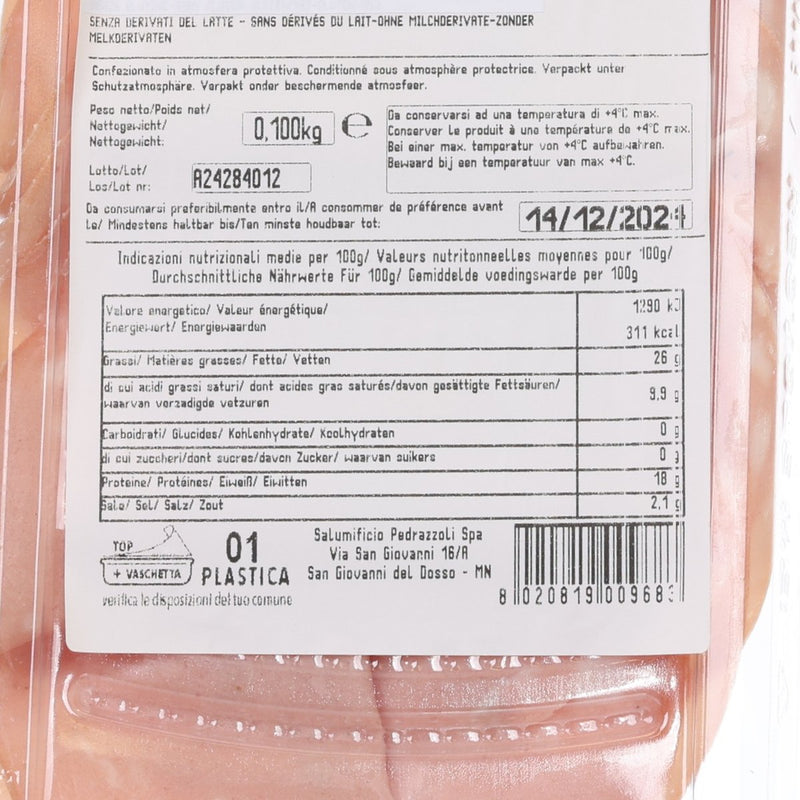 SENZA DERIVATI DEL LATTE - SANS DÉRIVÉS DU LAIT-OHNE MILCHDERIVATE-ZONDER
MELKDERIVATEN
Confezionato in atmosfera protettiva. Conditionné sous atmosphère protectrice. Verpackt unter
Schutzatmosphäre. Verpakt onder beschermende atmosfeer.
Peso netto/Poids net/
Nettogewicht/
Nettogewicht:
0,100kg e
Da conservarsi ad una temperatura di +4°C max.
Conserver le produit à une température de +4°C max.
Bei einer max. temperatur von +4°C aufbewahren.
Bewaard bij een temperatuur van max +4°C.
Lotto/Lot/
Los/Lot nr:
A24284012
Da consumarsi preferibilmente entro il/A consommer de préférence avant
Le/ Mindestens haltbar bis/Ten minste houdbaar tot:
14/12/2024
Indicazioni nutrizionali medie per 100g/ Valeurs nutritonneelles moyennes pour 100g/
Durchschnittliche Nährwerte Für 100g/ Gemiddelde voedingswarde per 100g
Valore energetico/ Valeur énergétique/
Energiewert/ Energiewaarden
1290 kJ
311 kcal
Grassi/ Matières grasses/ Fette/ Vetten
26 g
di cui acidi grassi saturi/ dont acides gras saturés/davon gesättigte Fettsäuren/
waarvan verzadigde vetzuren
9,9 g
Carboidrati/ Glucides/ Kohlenhydrate/ Koolhydraten
0 g
di cui zuccheri/dont sucres/davon Zucker/ waarvan suikers
0 g
Proteine/ Protéines/ Eiweiß/ Eiwitten
18 g
Sale/ Sel/ Salz/ Zout
2,1 g
TOP
+ VASCHETTA
01
PLASTICA
verifica le disposizioni del tuo comune
Salumificio Pedrazzoli Spa
Via San Giovanni 16/A
San Giovanni del Dosso - MN
8 020819 009683